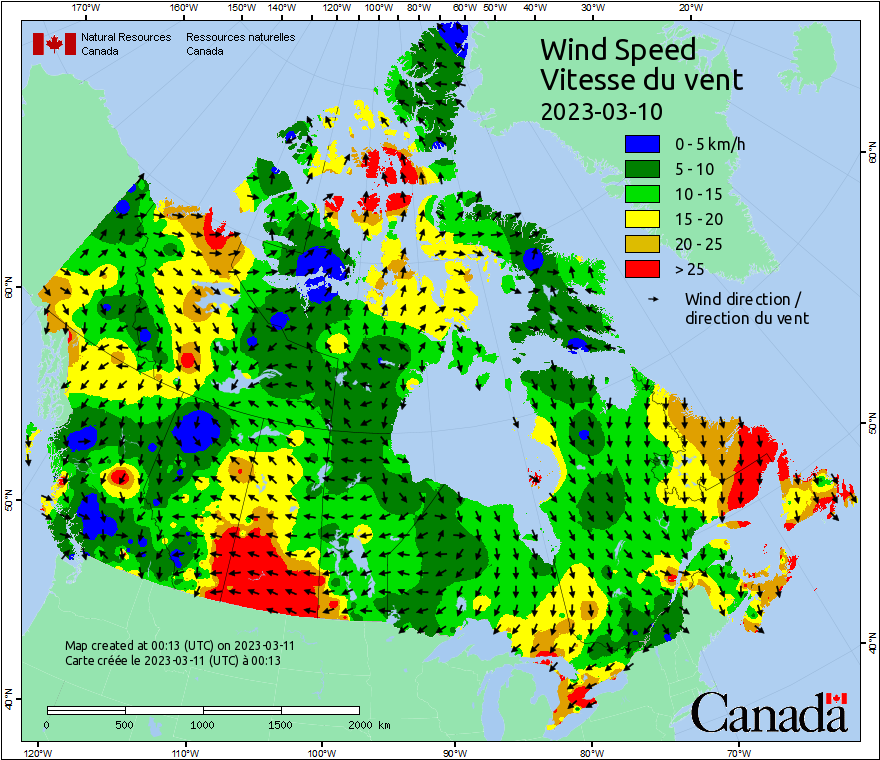 170°W 160°W 150°W 140°W 130°W 120°W 110°W 100°W 90°W 80°W 70°W 60°W 50°W 40°W 30°W 20°W
Natural Resources Canada
Ressources naturelles Canada
Wind Speed
Vitesse du vent
2023-03-10
0 - 5 km/h
5 - 10
10 - 15
15 - 20
20 - 25
> 25
Wind direction /
direction du vent
60°N
50°N
40°N
60°N
50°N
40°N
Map created at 00:13 (UTC) on 2023-03-11
Carte créée le 2023-03-11 (UTC) à 00:13
0 500 1000 1500 2000 km
Canada
120°W 110°W 100°W 90°W 80°W 70°W